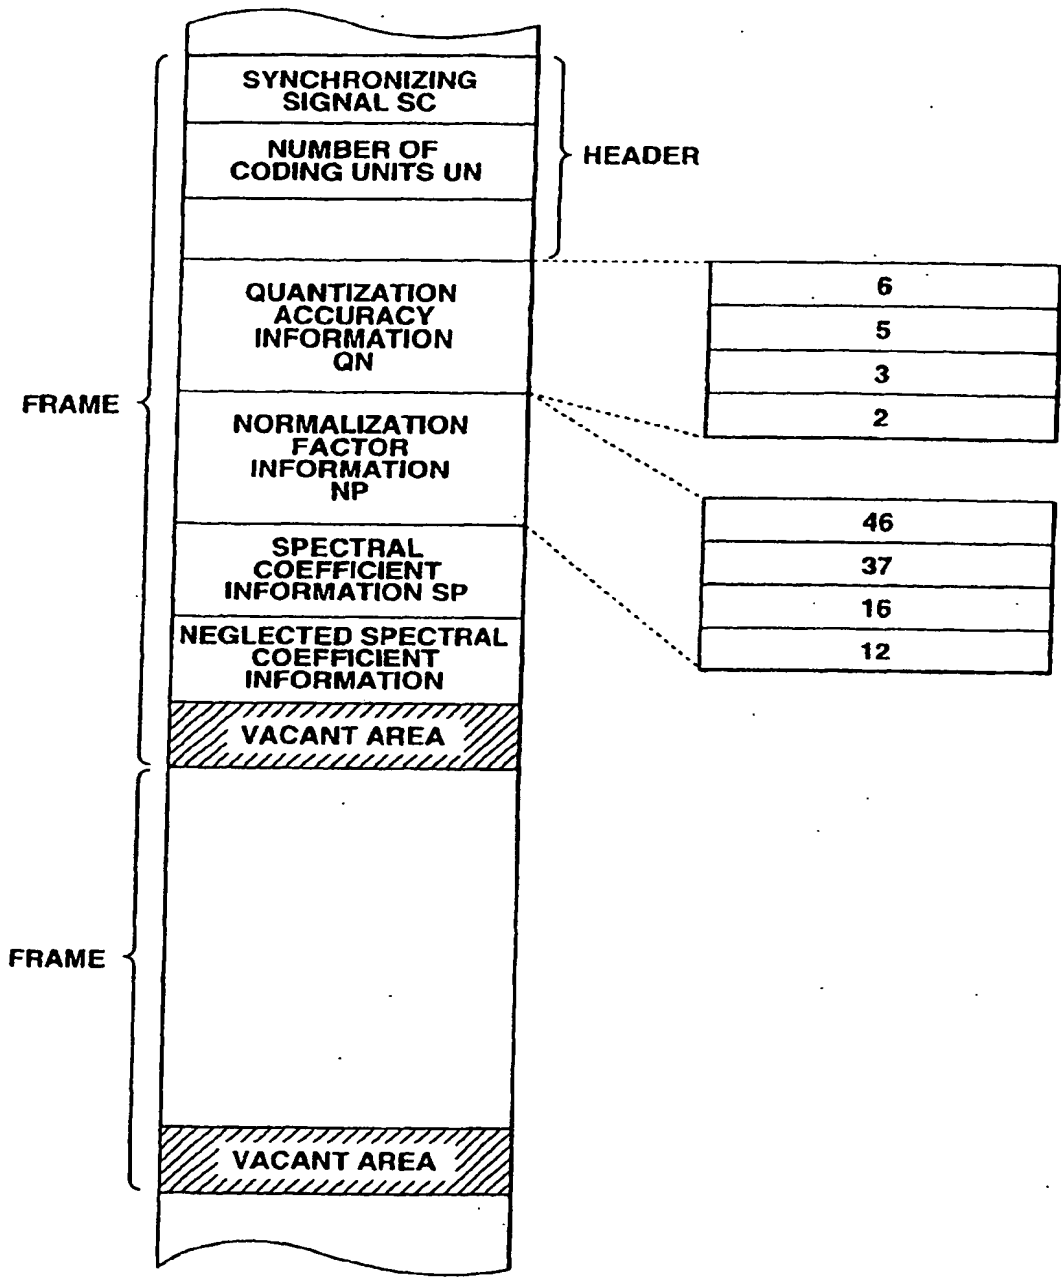 SYNCHRONIZING
SIGNAL SC
NUMBER OF
CODING UNITS UN
HEADER
QUANTIZATION
ACCURACY
INFORMATION
QN
6
5
3
2
FRAME
NORMALIZATION
FACTOR
INFORMATION
NP
46
37
16
12
SPECTRAL
COEFFICIENT
INFORMATION SP
NEGLECTED SPECTRAL
COEFFICIENT
INFORMATION
VACANT AREA
FRAME
VACANT AREA